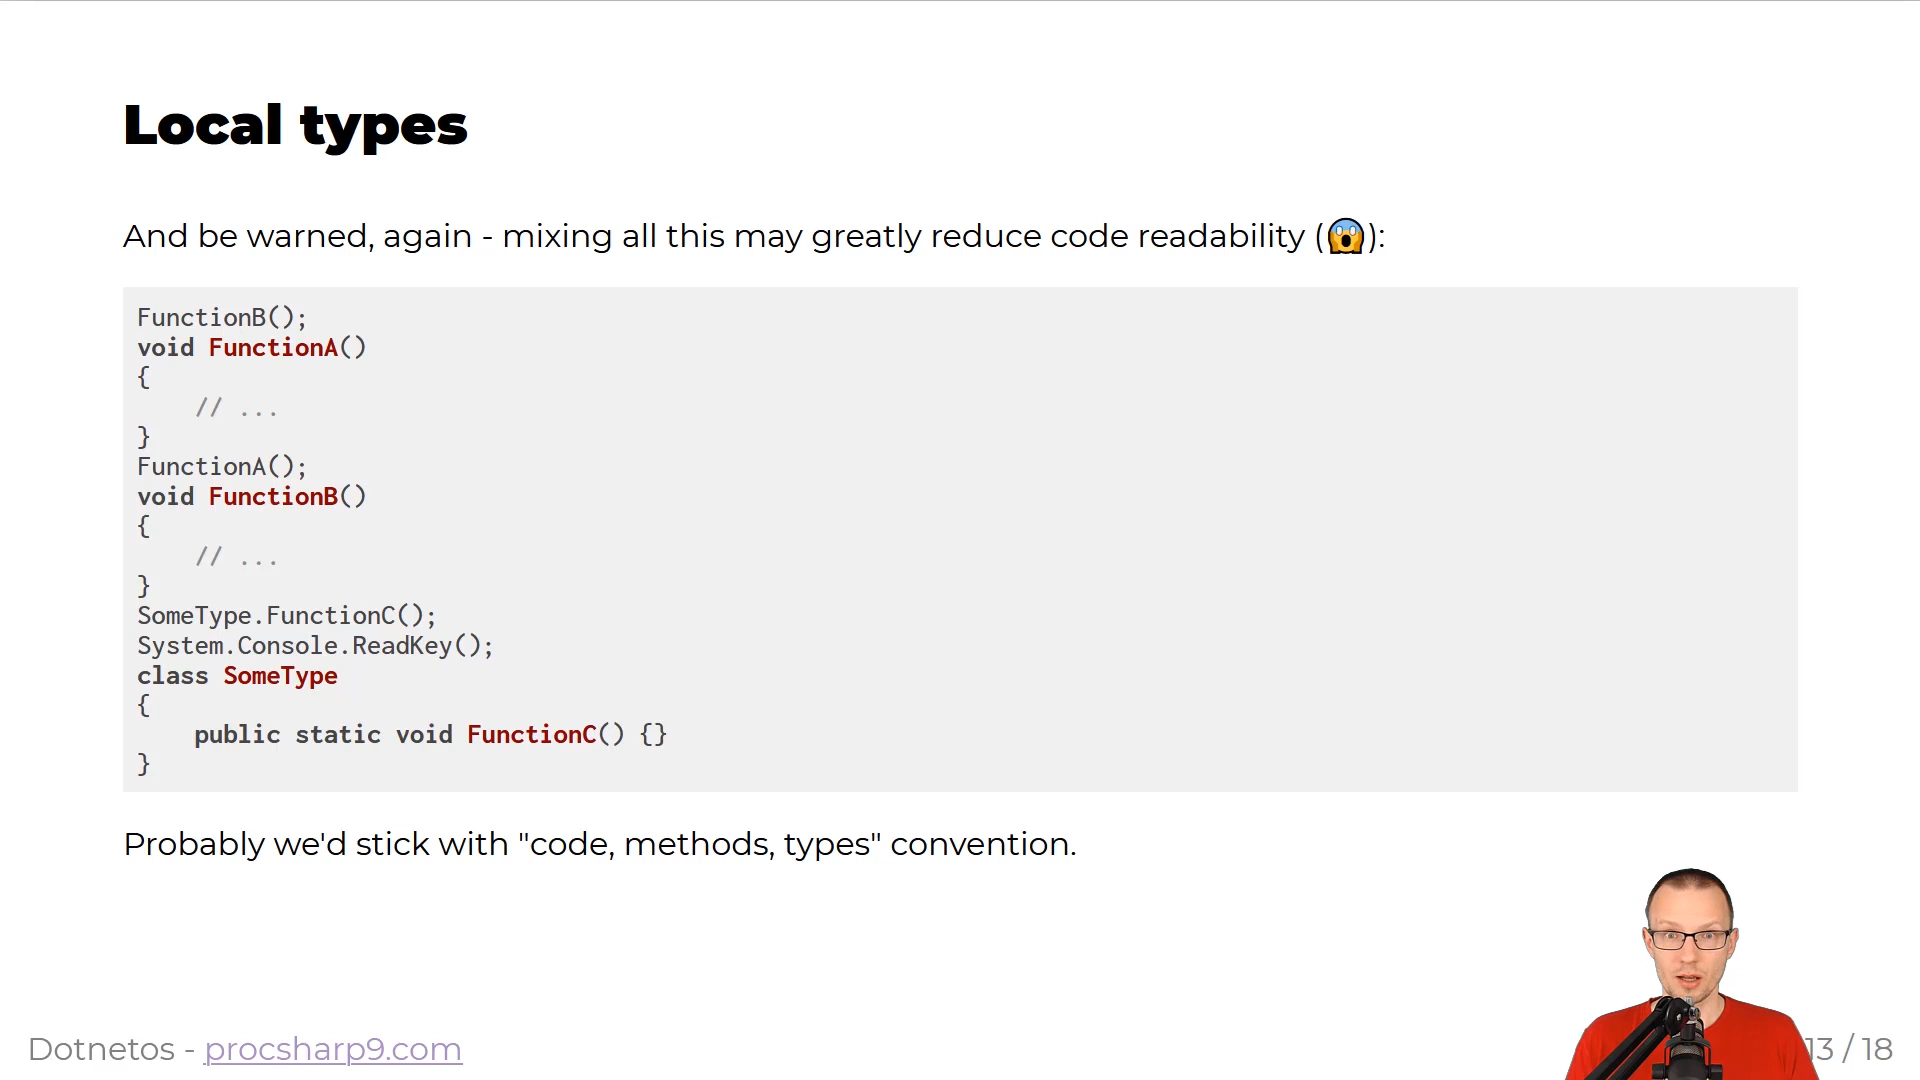 Local types
And be warned, again - mixing all this may greatly reduce code readability (😱):
FunctionB();
void FunctionA()
{
    // ...
}
FunctionA();
void FunctionB()
{
    // ...
}
SomeType.FunctionC();
System.Console.ReadKey();
class SomeType
{
    public static void FunctionC() {}
}
Probably we'd stick with "code, methods, types" convention.
Dotnetos - procsharp9.com
13 / 18